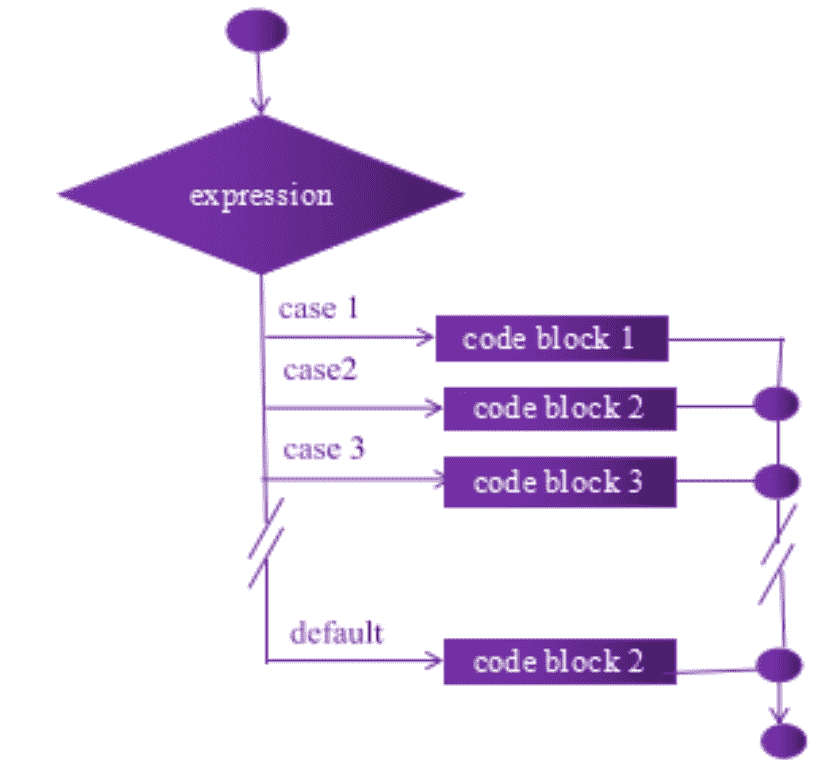 expression
case 1
code block 1
case2
code block 2
case 3
code block 3
default
code block 2